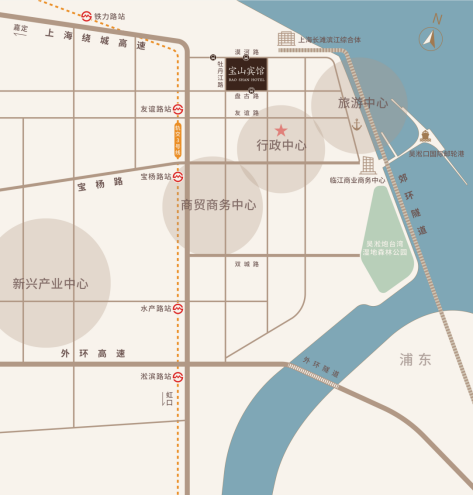 铁力路站
N
嘉定
上海绕城高速
漠河路
上海长滩滨江综合体
牡丹江路
宝山宾馆
BAO SHAN HOTEL
盘古路
旅游中心
友谊路站
友谊路
行政中心
吴淞口国际邮轮港
宝杨路站
临江商业商务中心
宝杨路
郊环隧道
商贸商务中心
吴淞炮台湾
湿地森林公园
双城路
新兴产业中心
水产路站
外环高速
浦东
外环隧道
淞滨路站
虹口